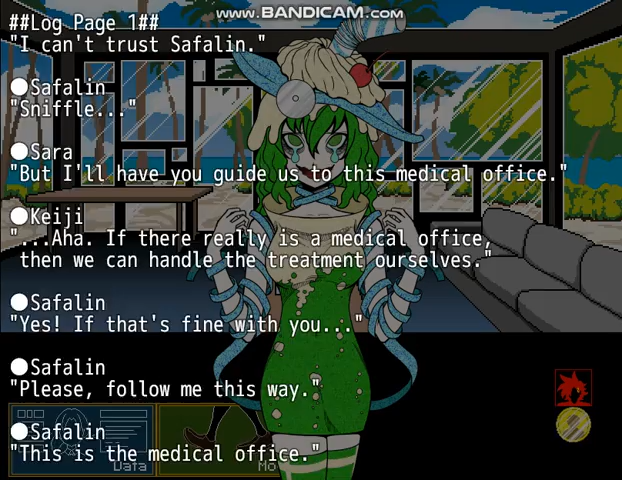 www.BANDICAM.com
##Log Page 1##
"I can't trust Safalin."
●Safalin
"Sniffle..."
●Sara
"But I'll have you guide us to this medical office."
●Keiji
"...Aha. If there really is a medical office,
then we can handle the treatment ourselves."
●Safalin
"Yes! If that's fine with you..."
●Safalin
"Please, follow me this way."
●Safalin
"This is the medical office."
Data
Mo